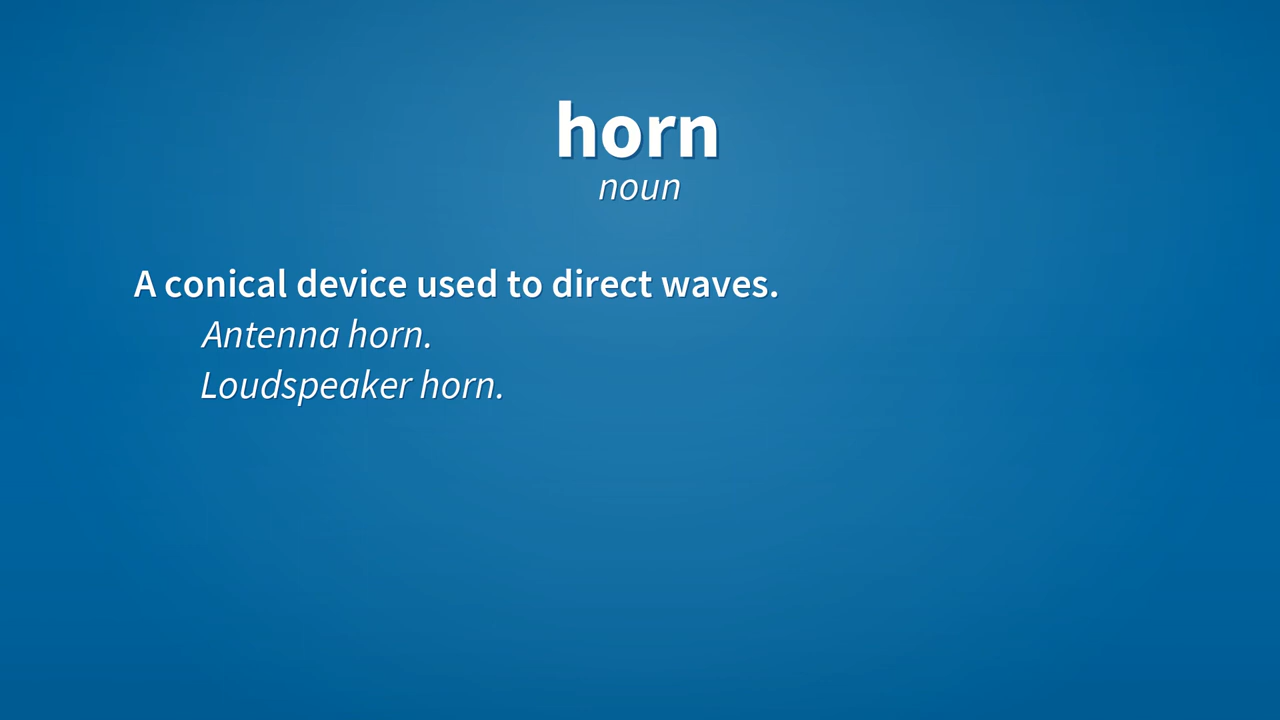 horn
noun
A conical device used to direct waves.
Antenna horn.
Loudspeaker horn.